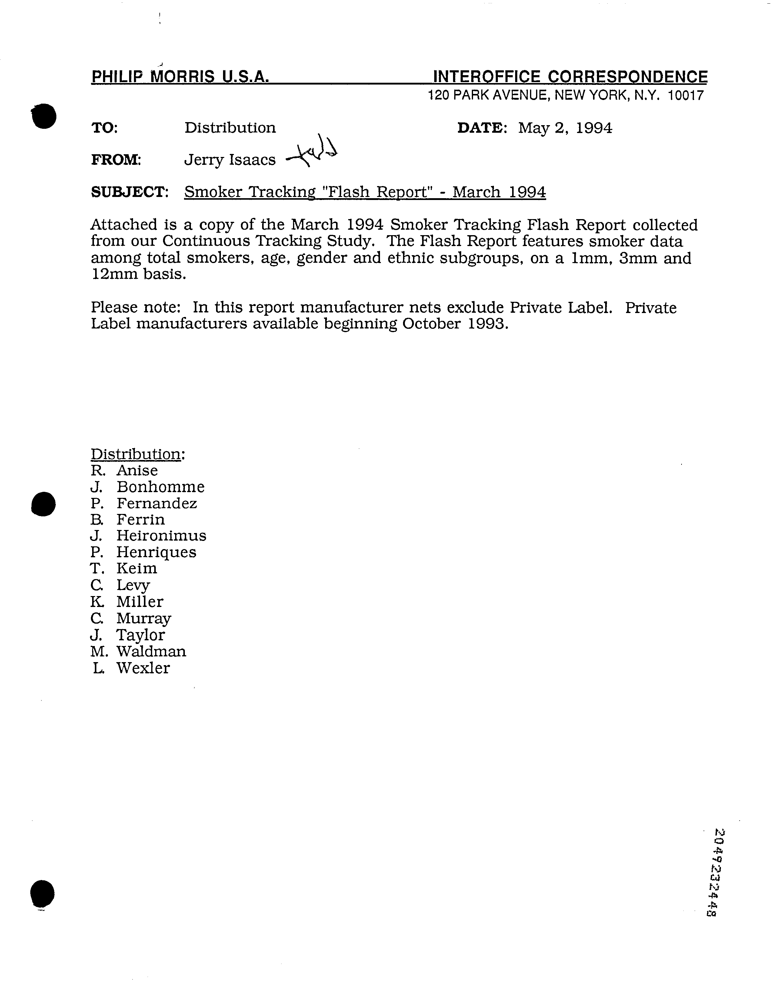 PHILIP MORRIS U.S.A. INTEROFFICE CORRESPONDENCE
120 PARK AVENUE, NEW YORK, N.Y. 10017
TO: Distribution DATE: May 2, 1994
FROM: Jerry Isaacs
SUBJECT: Smoker Tracking "Flash Report" - March 1994
Attached is a copy of the March 1994 Smoker Tracking Flash Report collected
from our Continuous Tracking Study. The Flash Report features smoker data
among total smokers, age, gender and ethnic subgroups, on a 1mm, 3mm and
12mm basis.
Please note: In this report manufacturer nets exclude Private Label. Private
Label manufacturers available beginning October 1993.
Distribution:
R. Anise
J. Bonhomme
P. Fernandez
B. Ferrin
J. Heironimus
P. Henriques
T. Keim
C. Levy
K. Miller
C. Murray
J. Taylor
M. Waldman
L. Wexler
2049232448